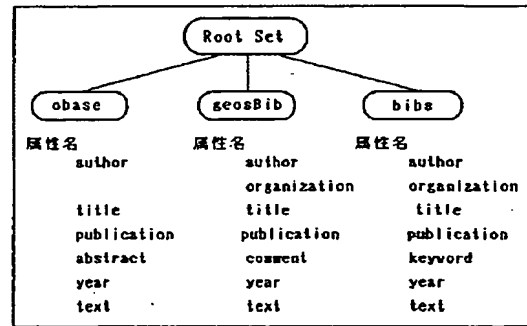 Root Set
obase geosBib bibs
属性名 属性名 属性名
author author author
organization organization
title title title
publication publication publication
abstract comment keyword
year year year
text text text